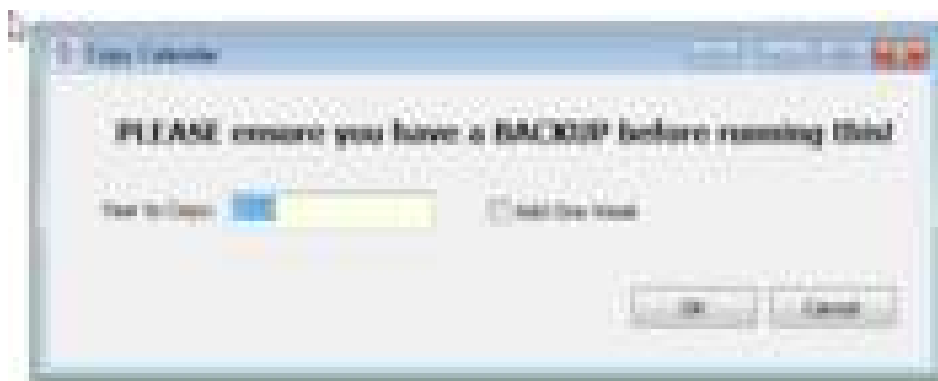 Copy Calendar
PLEASE ensure you have a BACKUP before running this!
Year to Copy:
Add One Week
OK Cancel